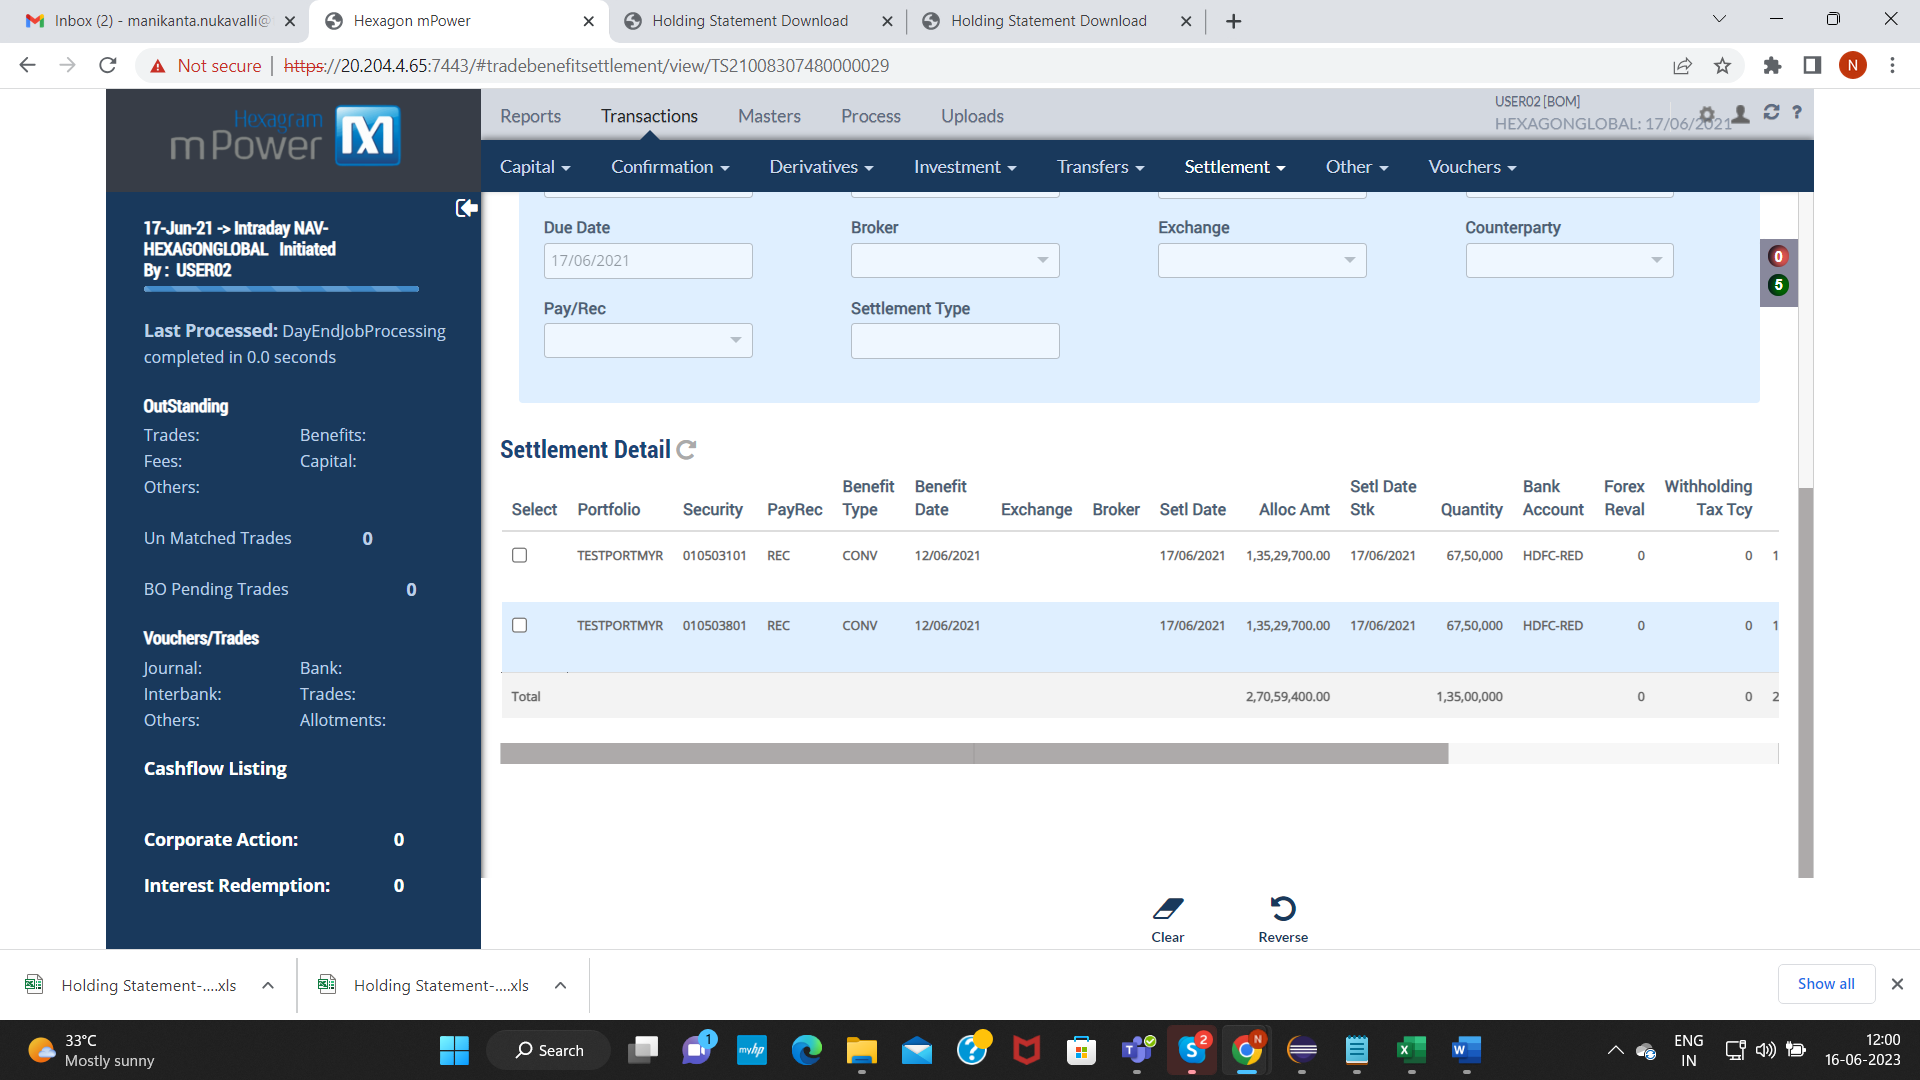 Inbox (2) - manikanta.nukavalli@
Hexagon mPower
Holding Statement Download
Holding Statement Download
Not secure
https://20.204.4.65:7443/#tradebenefitsettlement/view/TS21008307480000029
N
Hexagram
mPower
Reports
Transactions
Masters
Process
Uploads
USER02 [BOM]
HEXAGONGLOBAL: 17/06/2021
?
Capital
Confirmation
Derivatives
Investment
Transfers
Settlement
Other
Vouchers
17-Jun-21 -> Intraday NAV-
HEXAGONGLOBAL Initiated
By : USER02
Last Processed: DayEndJobProcessing
completed in 0.0 seconds
OutStanding
Trades: Benefits:
Fees: Capital:
Others:
Un Matched Trades 0
BO Pending Trades 0
Vouchers/Trades
Journal: Bank:
Interbank: Trades:
Others: Allotments:
Cashflow Listing
Corporate Action: 0
Interest Redemption: 0
Due Date Broker Exchange Counterparty
17/06/2021
0
5
Pay/Rec Settlement Type
Settlement Detail
Select Portfolio Security PayRec Benefit Type Benefit Date Exchange Broker Setl Date Alloc Amt Setl Date Stk Quantity Bank Account Forex Reval Withholding Tax Tcy
TESTPORTMYR 010503101 REC CONV 12/06/2021 17/06/2021 1,35,29,700.00 17/06/2021 67,50,000 HDFC-RED 0 0 1
TESTPORTMYR 010503801 REC CONV 12/06/2021 17/06/2021 1,35,29,700.00 17/06/2021 67,50,000 HDFC-RED 0 0 1
Total 2,70,59,400.00 1,35,00,000 0 0 2
Clear
Reverse
Holding Statement-....xls
Holding Statement-....xls
Show all
33°C
Mostly sunny
Search
1
myhp
2
N
ENG
IN
12:00
16-06-2023